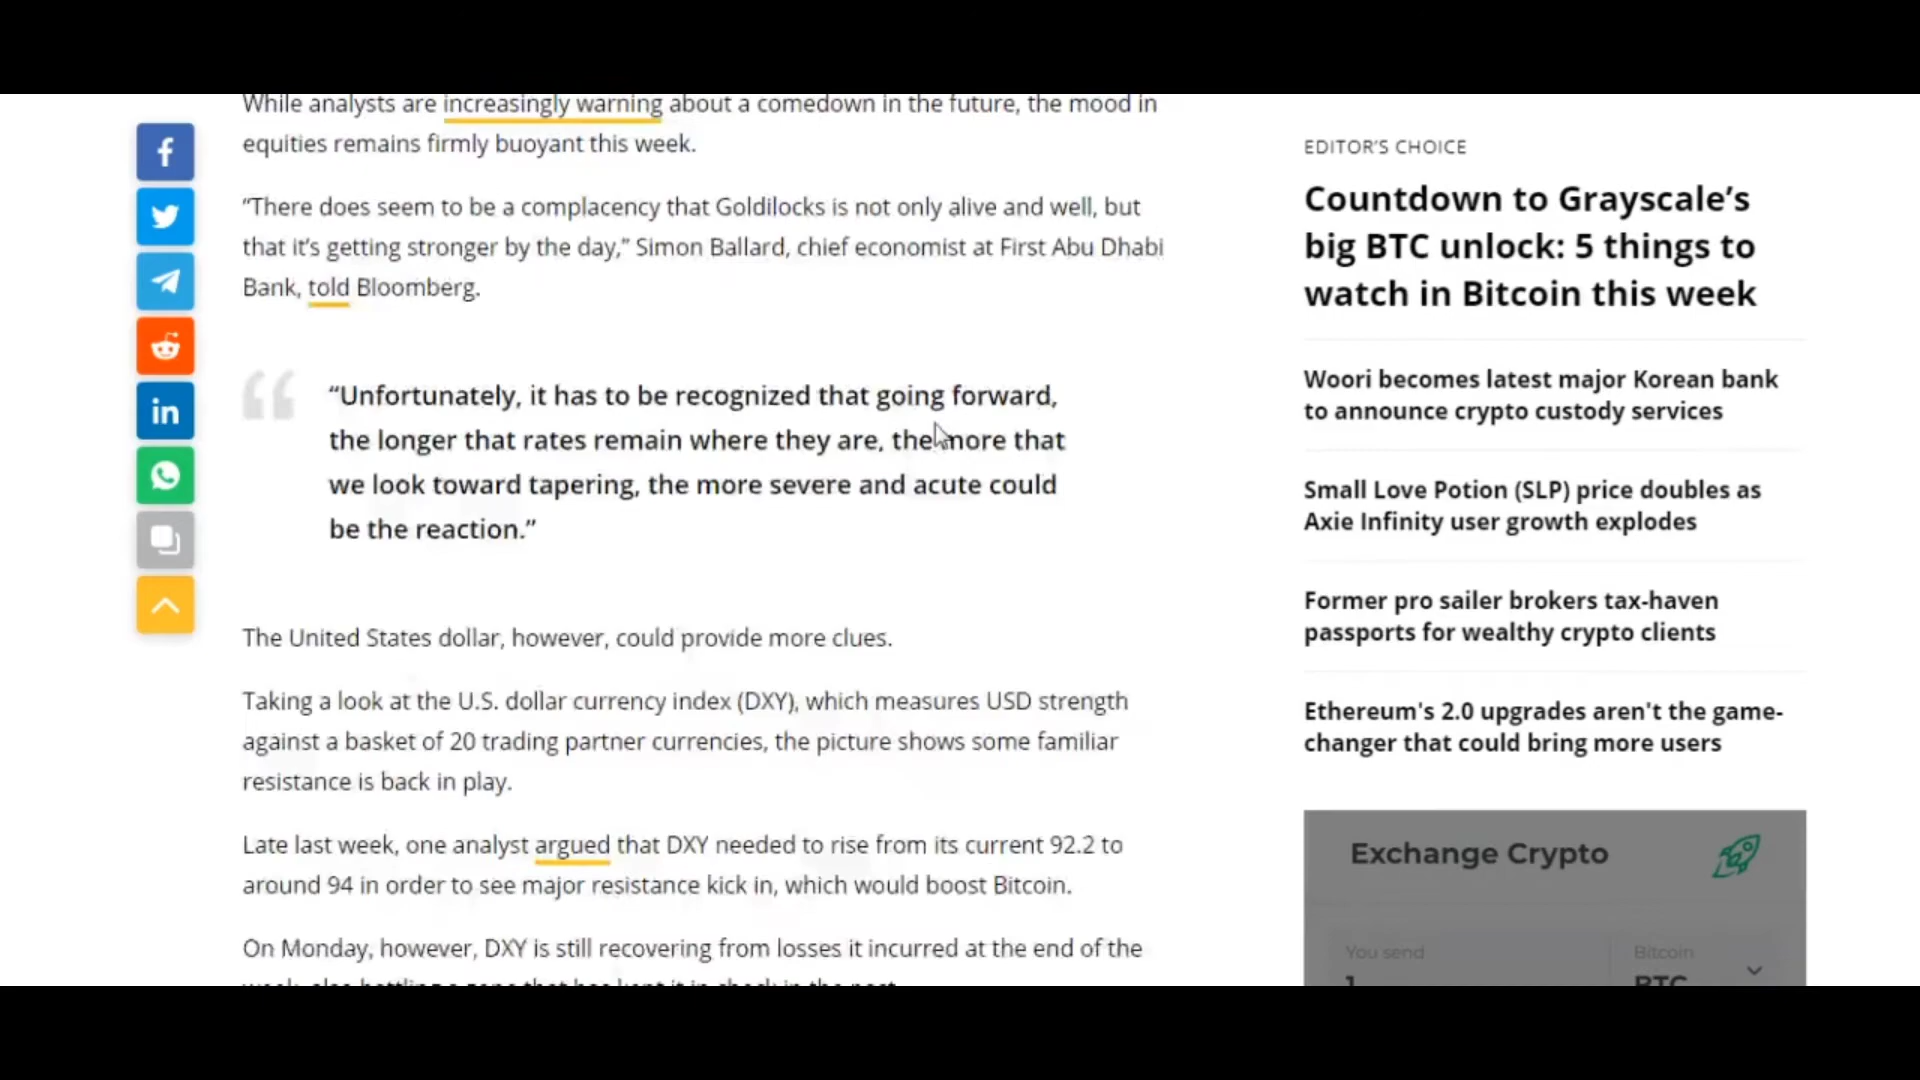 While analysts are increasingly warning about a comedown in the future, the mood in
equities remains firmly buoyant this week.
“There does seem to be a complacency that Goldilocks is not only alive and well, but
that it’s getting stronger by the day,” Simon Ballard, chief economist at First Abu Dhabi
Bank, told Bloomberg.
“Unfortunately, it has to be recognized that going forward,
the longer that rates remain where they are, the more that
we look toward tapering, the more severe and acute could
be the reaction.”
The United States dollar, however, could provide more clues.
Taking a look at the U.S. dollar currency index (DXY), which measures USD strength
against a basket of 20 trading partner currencies, the picture shows some familiar
resistance is back in play.
Late last week, one analyst argued that DXY needed to rise from its current 92.2 to
around 94 in order to see major resistance kick in, which would boost Bitcoin.
On Monday, however, DXY is still recovering from losses it incurred at the end of the
EDITOR’S CHOICE
Countdown to Grayscale’s
big BTC unlock: 5 things to
watch in Bitcoin this week
Woori becomes latest major Korean bank
to announce crypto custody services
Small Love Potion (SLP) price doubles as
Axie Infinity user growth explodes
Former pro sailer brokers tax-haven
passports for wealthy crypto clients
Ethereum's 2.0 upgrades aren't the game-
changer that could bring more users
Exchange Crypto
You send
Bitcoin
1
BTC